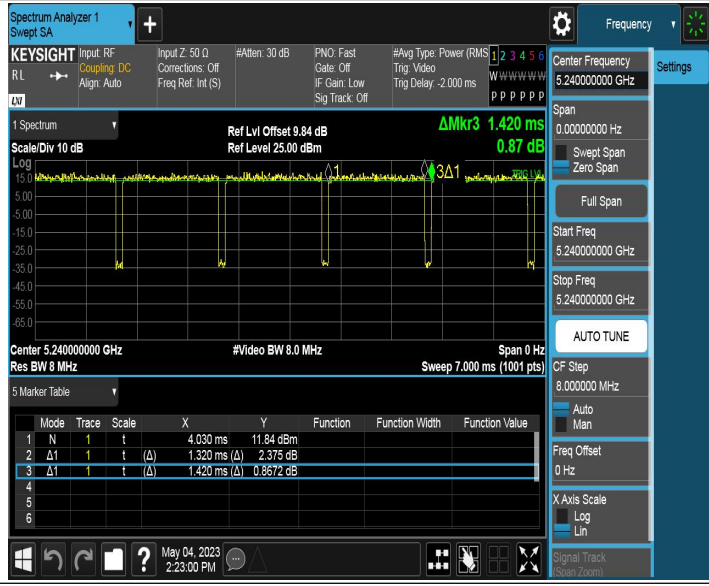 Spectrum Analyzer 1
Swept SA
Frequency
KEYSIGHT
RL
LXI
Input: RF
Coupling: DC
Align: Auto
Input Z: 50 Ω
Corrections: Off
Freq Ref: Int (S)
#Atten: 30 dB
PNO: Fast
Gate: Off
IF Gain: Low
Sig Track: Off
#Avg Type: Power (RMS
Trig: Video
Trig Delay: -2.000 ms
1 2 3 4 5 6
W W W W W W
P P P P P P
Settings
1 Spectrum
Scale/Div 10 dB
Ref Lvl Offset 9.84 dB
Ref Level 25.00 dBm
ΔMkr3 1.420 ms
0.87 dB
Log
15.0
5.00
-5.00
-15.0
-25.0
-35.0
-45.0
-55.0
-65.0
1
3Δ1
TRIG LVL
Center 5.240000000 GHz
#Video BW 8.0 MHz
Span 0 Hz
Res BW 8 MHz
Sweep 7.000 ms (1001 pts)
5 Marker Table
Mode Trace Scale X Y Function Function Width Function Value
1 N 1 t 4.030 ms 11.84 dBm
2 Δ1 1 t (Δ) 1.320 ms (Δ) 2.375 dB
3 Δ1 1 t (Δ) 1.420 ms (Δ) 0.8672 dB
4
5
6
?
May 04, 2023
2:23:00 PM
Center Frequency
5.240000000 GHz
Span
0.00000000 Hz
Swept Span
Zero Span
Full Span
Start Freq
5.240000000 GHz
Stop Freq
5.240000000 GHz
AUTO TUNE
CF Step
8.000000 MHz
Auto
Man
Freq Offset
0 Hz
X Axis Scale
Log
Lin
Signal Track
(Span Zoom)